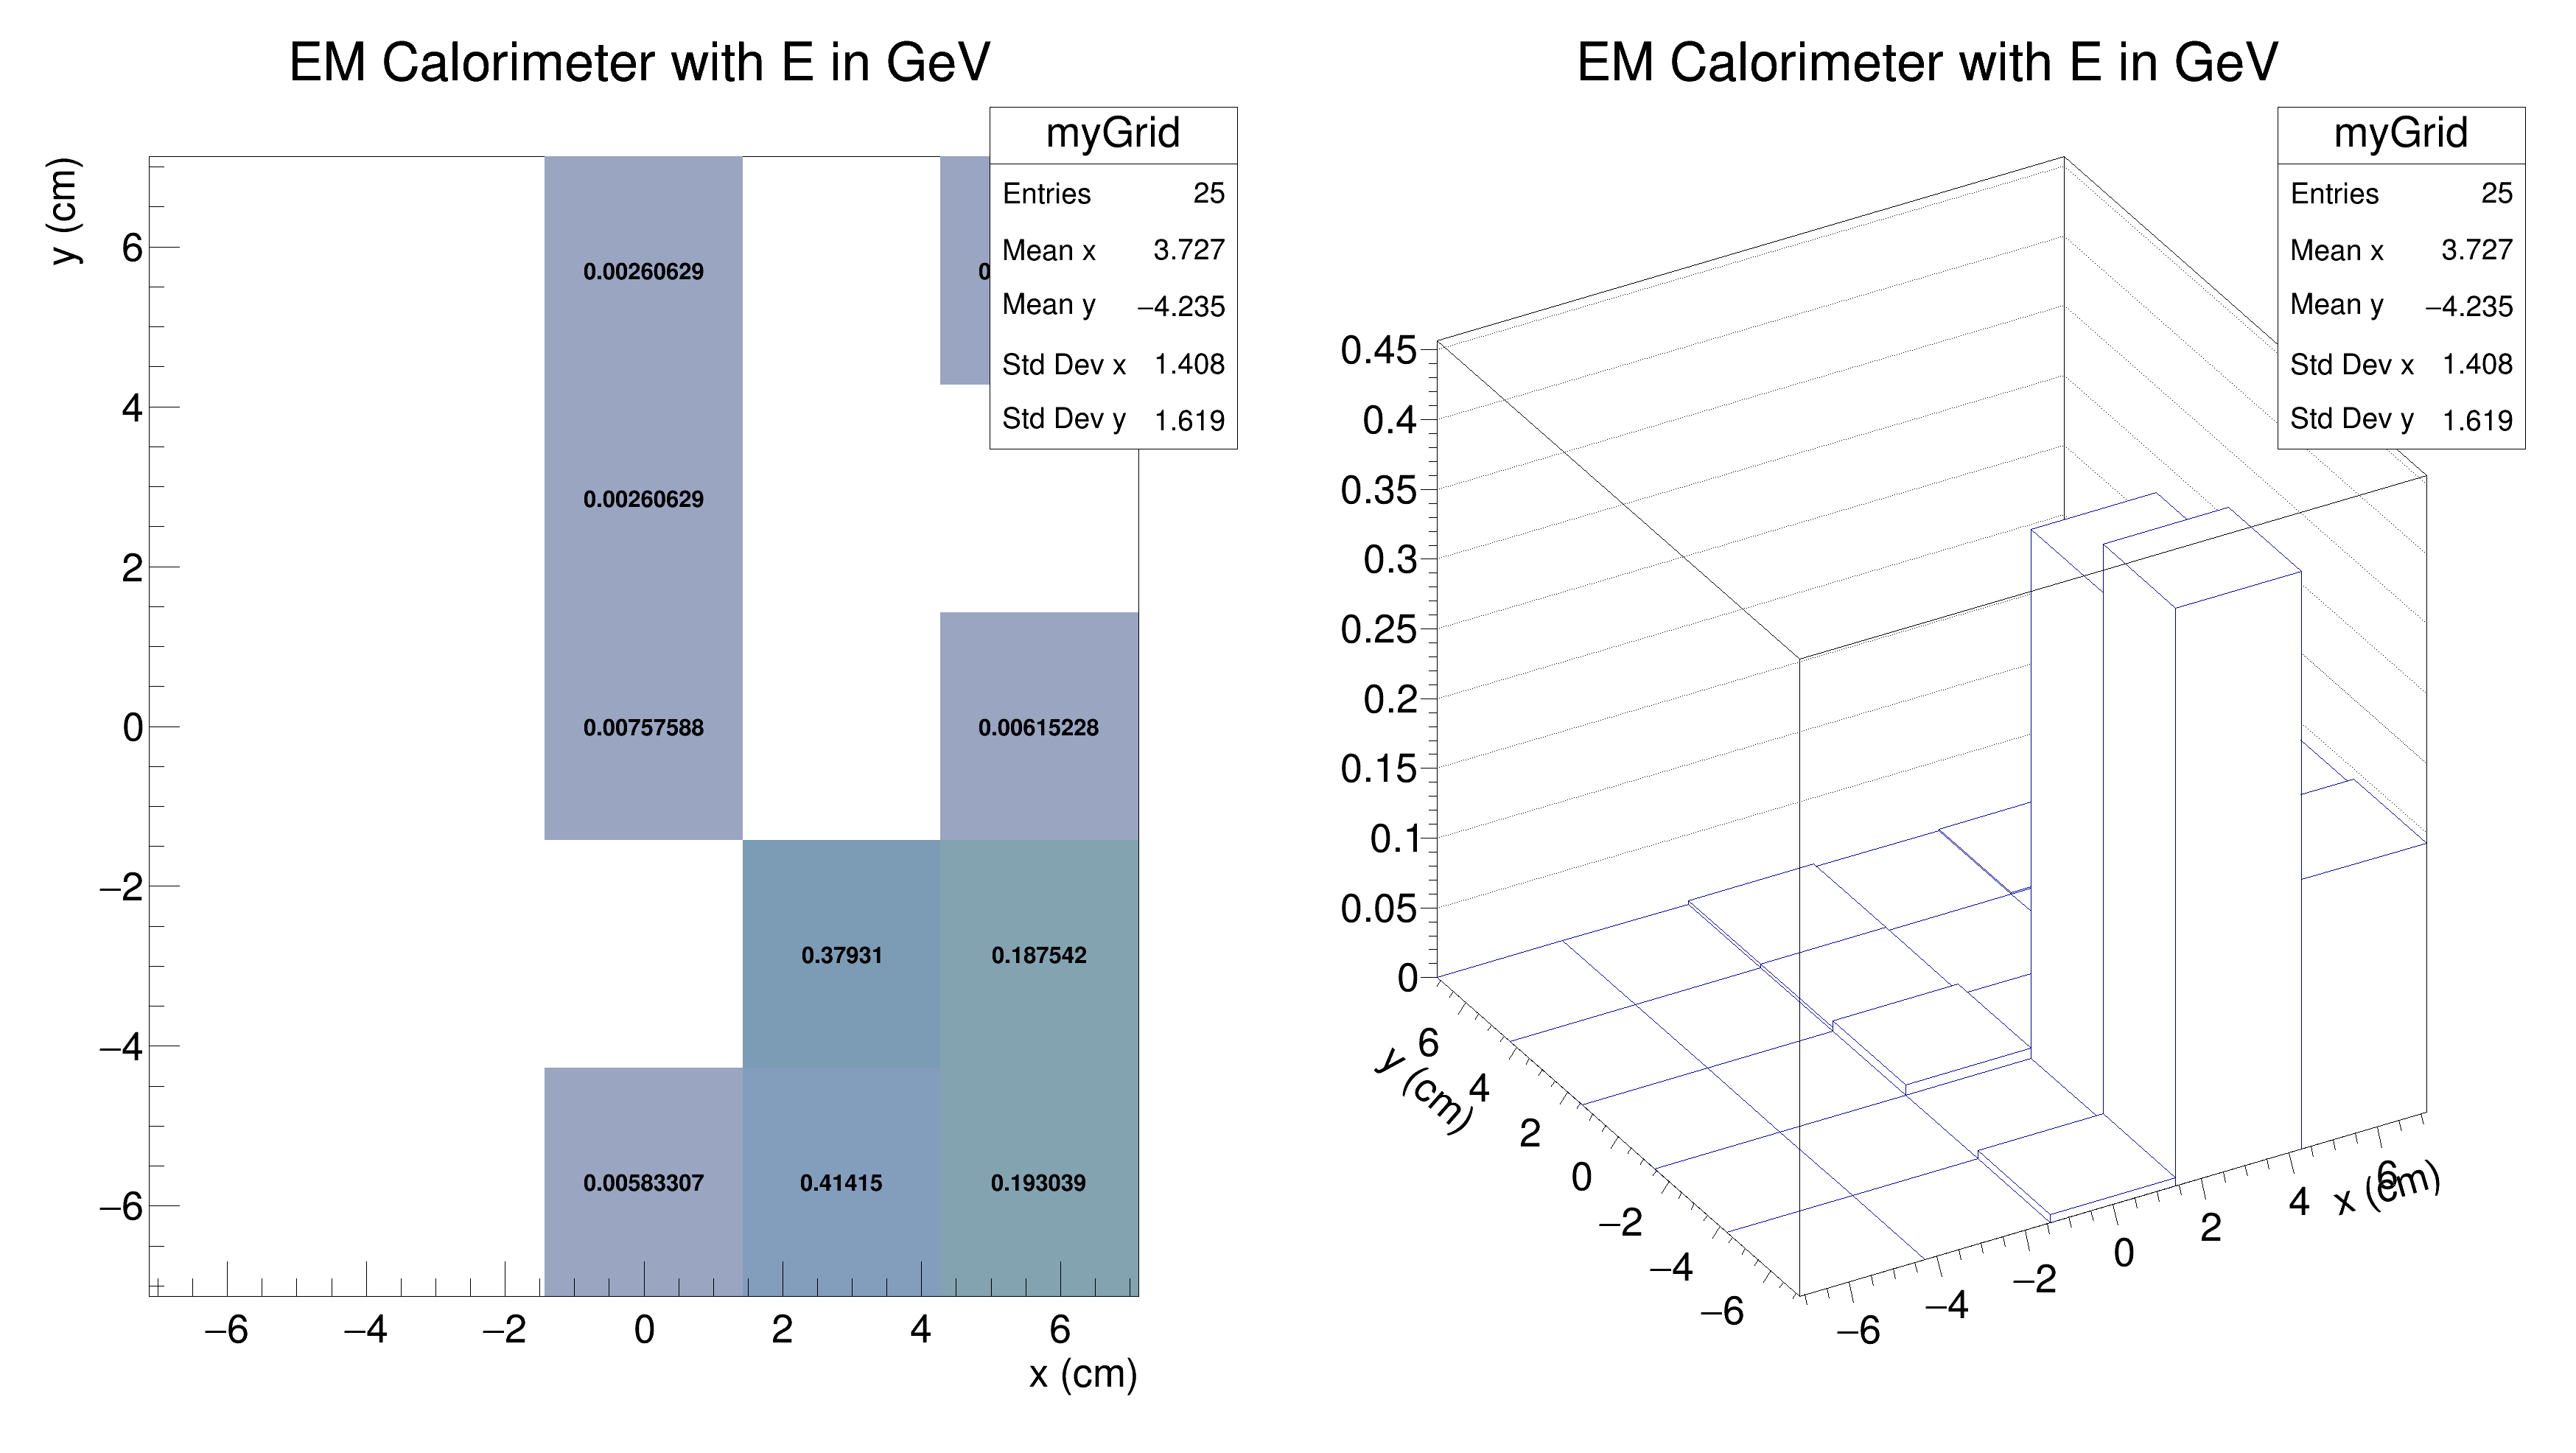 EM Calorimeter with E in GeV
myGrid
Entries 25
Mean x 3.727
Mean y −4.235
Std Dev x 1.408
Std Dev y 1.619
y (cm)
6
4
2
0
−2
−4
−6
0.00260629
0.00260629
0.00757588 0.00615228
0.37931 0.187542
0.00583307 0.41415 0.193039
−6 −4 −2 0 2 4 6
x (cm)
EM Calorimeter with E in GeV
myGrid
Entries 25
Mean x 3.727
Mean y −4.235
Std Dev x 1.408
Std Dev y 1.619
0.45
0.4
0.35
0.3
0.25
0.2
0.15
0.1
0.05
0
6
4
2
0
−2
−4
−6
y (cm)
−6
−4
−2
0
2
4
6
x (cm)